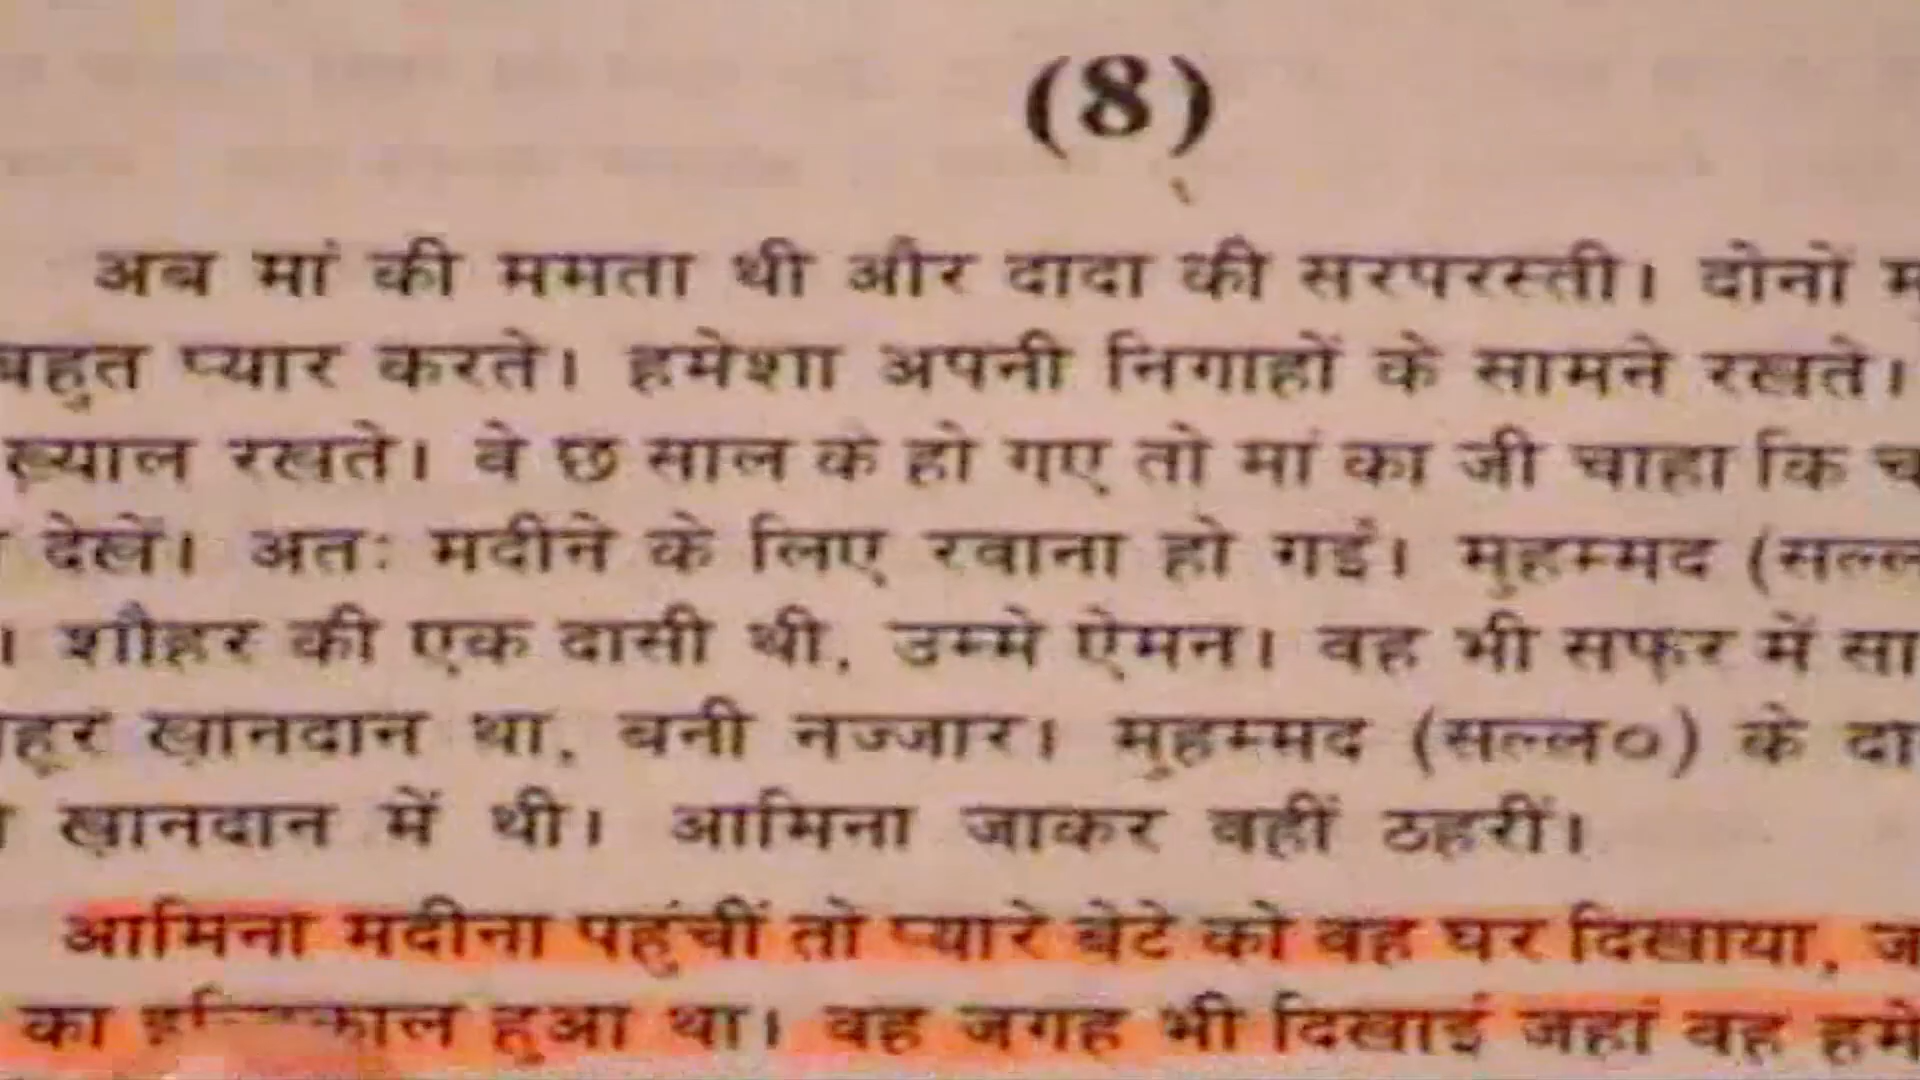 (8)
अब मां की ममता थी और दादा की सरपरस्ती। दोनों
बहुत प्यार करते। हमेशा अपनी निगाहों के सामने रखते।
ख़्याल रखते। वे छ साल के हो गए तो मां का जी चाहा कि
देखें। अतः मदीने के लिए रवाना हो गईं। मुहम्मद (सल्ल
। शौहर की एक दासी थी, उम्मे ऐमन। वह भी सफ़र में सा
हूर ख़ानदान था, बनी नज्जार। मुहम्मद (सल्ल०) के दा
ख़ानदान में थी। आमिना जाकर वहीं ठहरीं।
आमिना मदीना पहुंचीं तो प्यारे बेटे को वह घर दिखाया, ज
का हुआ था। वह जगह भी दिखाई जहां वह हमे